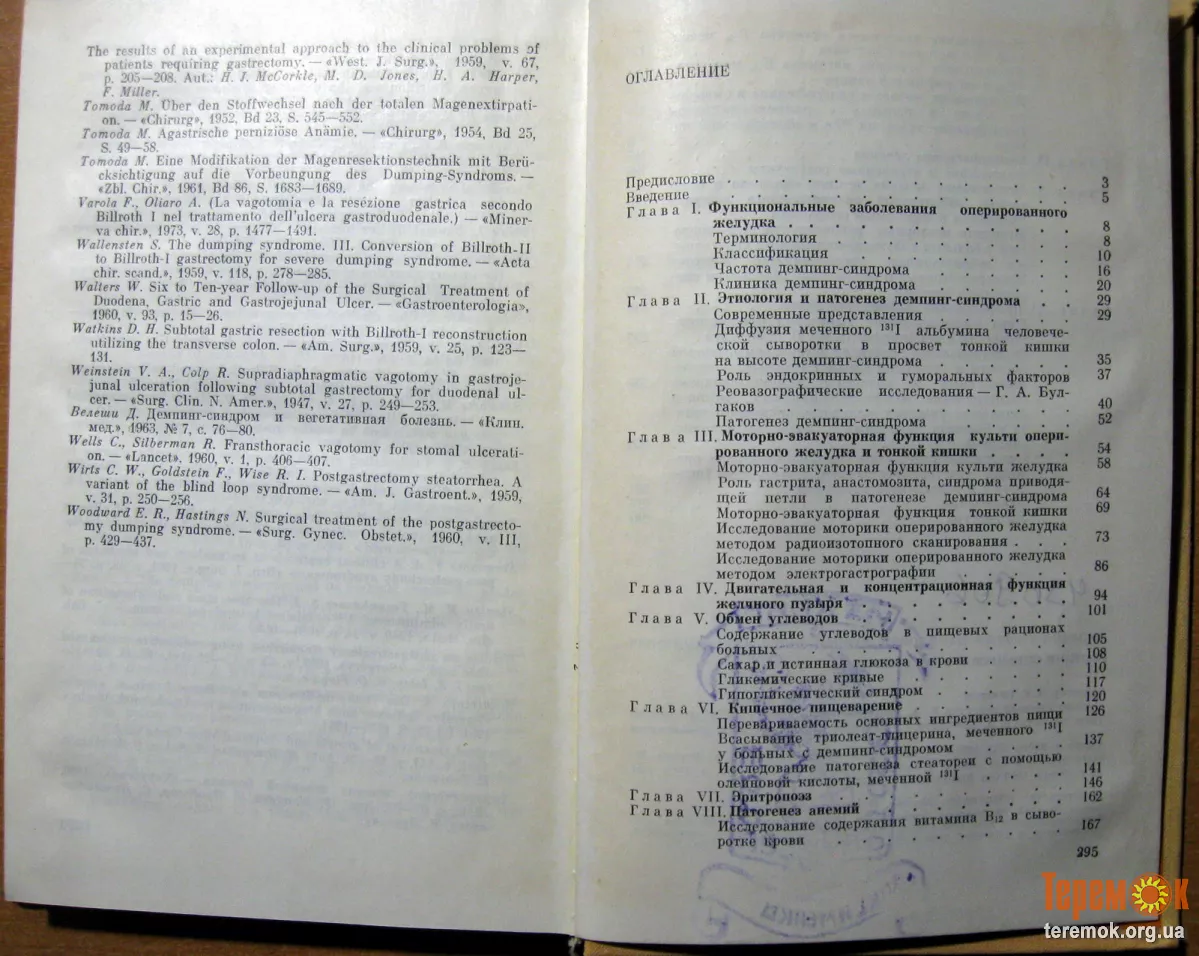 The results of an experimental approach to the clinical problems of
patients requiring gastrectomy. — «West. J. Surg.», 1959, v. 67,
p. 205—208. Aut.: H. J. McCorkle, M. D. Jones, H. A. Harper,
F. Miller.
Tomoda M. Über den Stoffwechsel nach der totalen Magenextirpati-
on. — «Chirurg», 1952, Bd 23, S. 545—552.
Tomoda M. Agastrische perniziöse Anämie. — «Chirurg», 1954, Bd 25,
S. 49—58.
Tomoda M. Eine Modifikation der Magenresektionstechnik mit Berü-
cksichtigung auf die Vorbeungung des Dumping-Syndroms. —
«Zbl. Chir.», 1961, Bd 86, S. 1683—1689.
Varola F., Oliaro A. (La vagotomia e la resezione gastrica secondo
Billroth I nel trattamento dell'ulcera gastroduodenale.) — «Miner-
va chir.», 1973, v. 28, p. 1477—1491.
Wallensten S. The dumping syndrome. III. Conversion of Billroth-II
to Billroth-I gastrectomy for severe dumping syndrome. — «Acta
chir. scand.», 1959, v. 118, p. 278—285.
Walters W. Six to Ten-year Follow-up of the Surgical Treatment of
Duodena, Gastric and Gastrojejunal Ulcer. — «Gastroenterologia»,
1960, v. 93, p. 15—26.
Watkins D. H. Subtotal gastric resection with Billroth-I reconstruction
utilizing the transverse colon. — «Am. Surg.», 1959, v. 25, p. 123—
131.
Weinstein V. A., Colp R. Supradiaphragmatic vagotomy in gastroje-
junal ulceration following subtotal gastrectomy for duodenal ul-
cer. — «Surg. Clin. N. Amer.», 1947, v. 27, p. 249—253.
Велеши Д. Демпинг-синдром и вегетативная болезнь. — «Клин.
мед.», 1963, № 7, с. 76—80.
Wells C., Silberman R. Fransthoracic vagotomy for stomal ulcerati-
on. — «Lancet», 1960, v. 1, p. 406—407.
Wirts C. W., Goldstein F., Wise R. I. Postgastrectomy steatorrhea. A
variant of the blind loop syndrome. — «Am. J. Gastroent.», 1959,
v. 31, p. 250—256.
Woodward E. R., Hastings N. Surgical treatment of the postgastrecto-
my dumping syndrome. — «Surg. Gynec. Obstet.», 1960, v. III,
p. 429—437.
ОГЛАВЛЕНИЕ
Предисловие . . . . . . . . . . . . . 3
Введение . . . . . . . . . . . . . 5
Глава I. Функциональные заболевания оперированного
желудка . . . . . . . . . . . 8
Терминология . . . . . . . . . 8
Классификация . . . . . . . . 10
Частота демпинг-синдрома . . . . . . 16
Клиника демпинг-синдрома . . . . . . 20
Глава II. Этиология и патогенез демпинг-синдрома . . 29
Современные представления . . . . . . 29
Диффузия меченного ¹³¹I альбумина человече-
ской сыворотки в просвет тонкой кишки
на высоте демпинг-синдрома . . . . . . 35
Роль эндокринных и гуморальных факторов 37
Реовазографические исследования — Г. А. Бул-
гаков . . . . . . . . . . . 40
Патогенез демпинг-синдрома . . . . . . 52
Глава III. Моторно-эвакуаторная функция культи опери-
рованного желудка и тонкой кишки . . . . 54
Моторно-эвакуаторная функция культи желудка 58
Роль гастрита, анастомозита, синдрома приводя-
щей петли в патогенезе демпинг-синдрома 64
Моторно-эвакуаторная функция тонкой кишки 69
Исследование моторики оперированного желудка
методом радиоизотопного сканирования . . . 73
Исследование моторики оперированного желудка
методом электрогастрографии . . . . . 86
Глава IV. Двигательная и концентрационная функция
желчного пузыря . . . . . . . . . 94
Глава V. Обмен углеводов . . . . . . . . . 101
Содержание углеводов в пищевых рационах
больных . . . . . . . . . . . 105
Сахар и истинная глюкоза в крови . . . . 108
Гликемические кривые . . . . . . . 110
Гипогликемический синдром . . . . . . 117
Глава VI. Кишечное пищеварение . . . . . . . 120
Перевариваемость основных ингредиентов пищи 126
Всасывание триолеат-глицерина, меченного ¹³¹I
у больных с демпинг-синдромом . . . . 137
Исследование патогенеза стеатореи с помощью
олеиновой кислоты, меченной ¹³¹I . . . . 141
Глава VII. Эритропоэз . . . . . . . . . . 146
Глава VIII. Патогенез анемий . . . . . . . . 162
Исследование содержания витамина B₁₂ в сыво-
ротке крови . . . . . . . . . 167
295
Теремок
teremok.org.ua